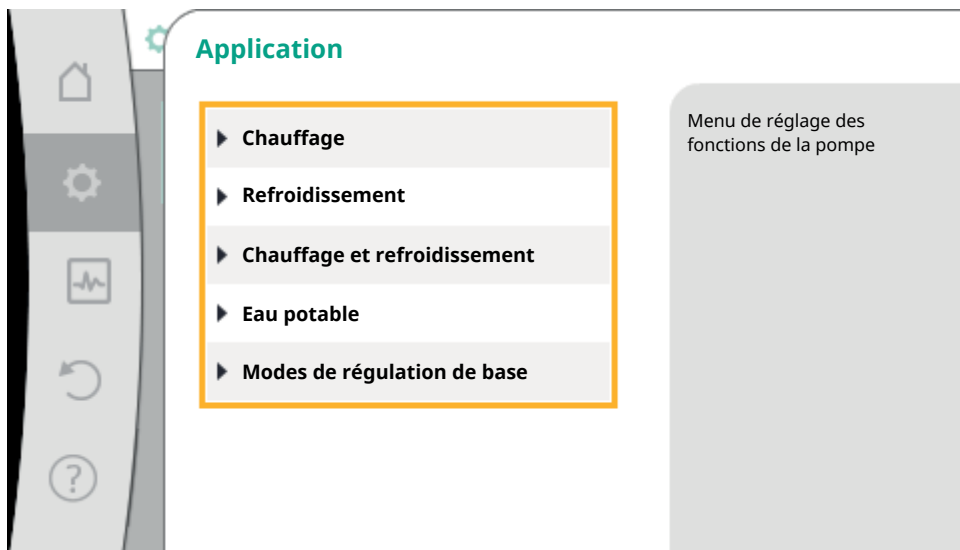 Application
Chauffage
Refroidissement
Chauffage et refroidissement
Eau potable
Modes de régulation de base
Menu de réglage des
fonctions de la pompe
?